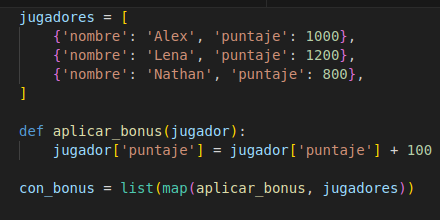 jugadores = [
    {'nombre': 'Alex', 'puntaje': 1000},
    {'nombre': 'Lena', 'puntaje': 1200},
    {'nombre': 'Nathan', 'puntaje': 800},
]

def aplicar_bonus(jugador):
    jugador['puntaje'] = jugador['puntaje'] + 100

con_bonus = list(map(aplicar_bonus, jugadores))